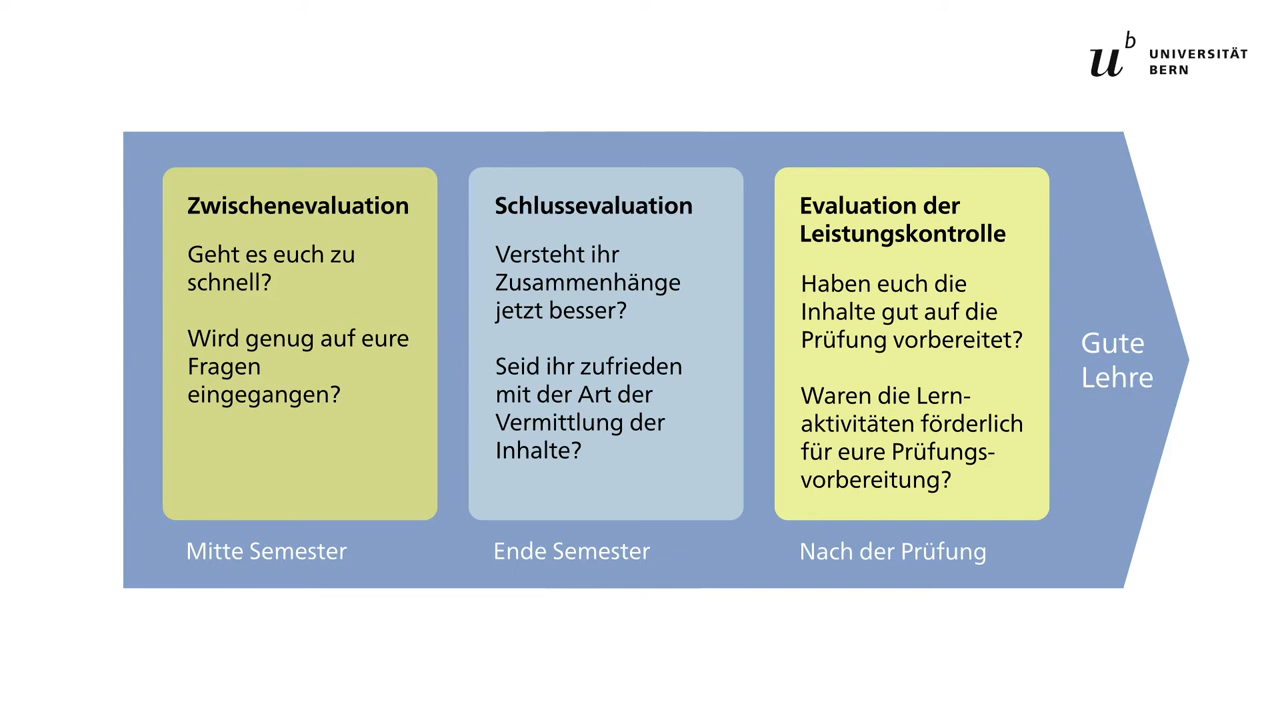 u b
UNIVERSITÄT
BERN
Zwischenevaluation
Geht es euch zu
schnell?
Wird genug auf eure
Fragen
eingegangen?
Mitte Semester
Schlussevaluation
Versteht ihr
Zusammenhänge
jetzt besser?
Seid ihr zufrieden
mit der Art der
Vermittlung der
Inhalte?
Ende Semester
Evaluation der
Leistungskontrolle
Haben euch die
Inhalte gut auf die
Prüfung vorbereitet?
Waren die Lern-
aktivitäten förderlich
für eure Prüfungs-
vorbereitung?
Nach der Prüfung
Gute
Lehre